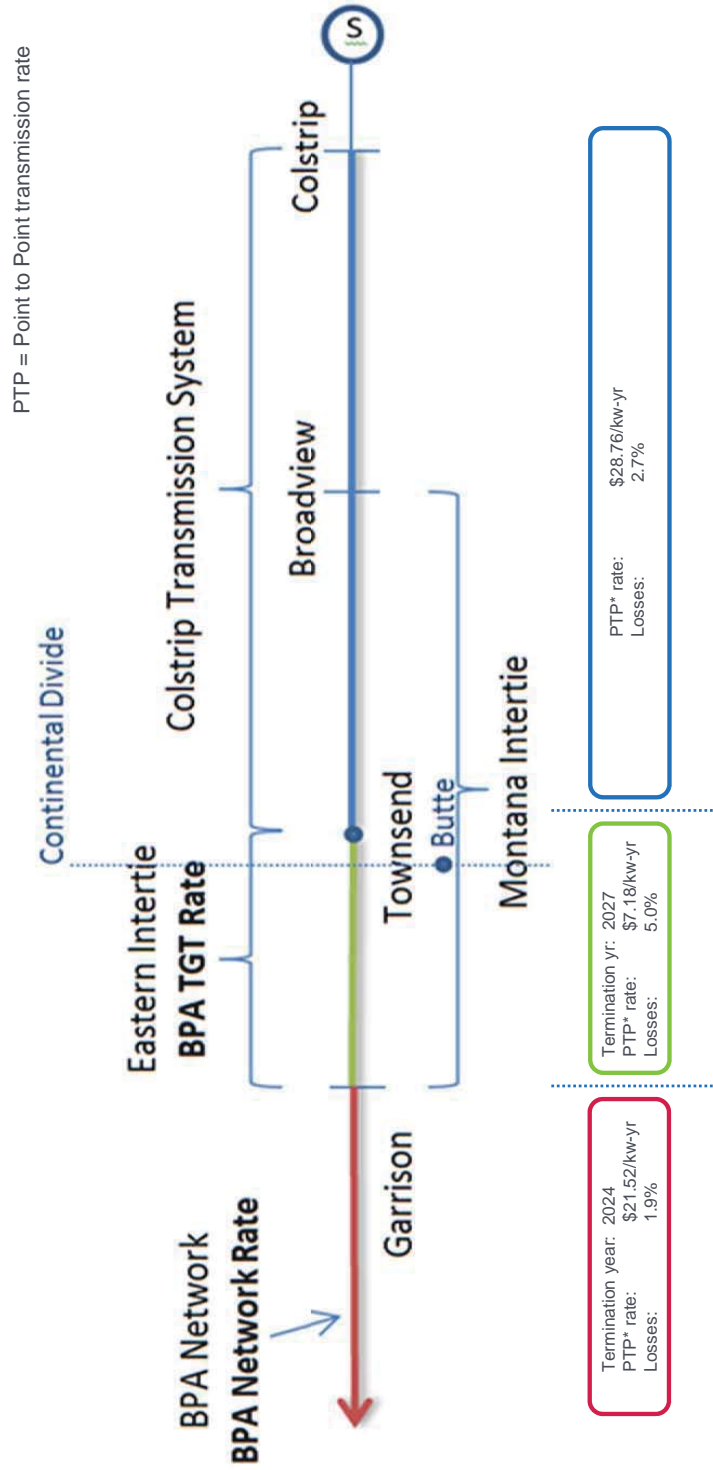 PTP = Point to Point transmission rate
Continental Divide
Eastern Intertie
BPA TGT Rate
Colstrip Transmission System
BPA Network
BPA Network Rate
Broadview
Colstrip
S
Garrison
Townsend
Butte
Montana Intertie
Termination year: 2024
PTP* rate: $21.52/kw-yr
Losses: 1.9%
Termination yr: 2027
PTP* rate: $7.18/kw-yr
Losses: 5.0%
PTP* rate: $28.76/kw-yr
Losses: 2.7%